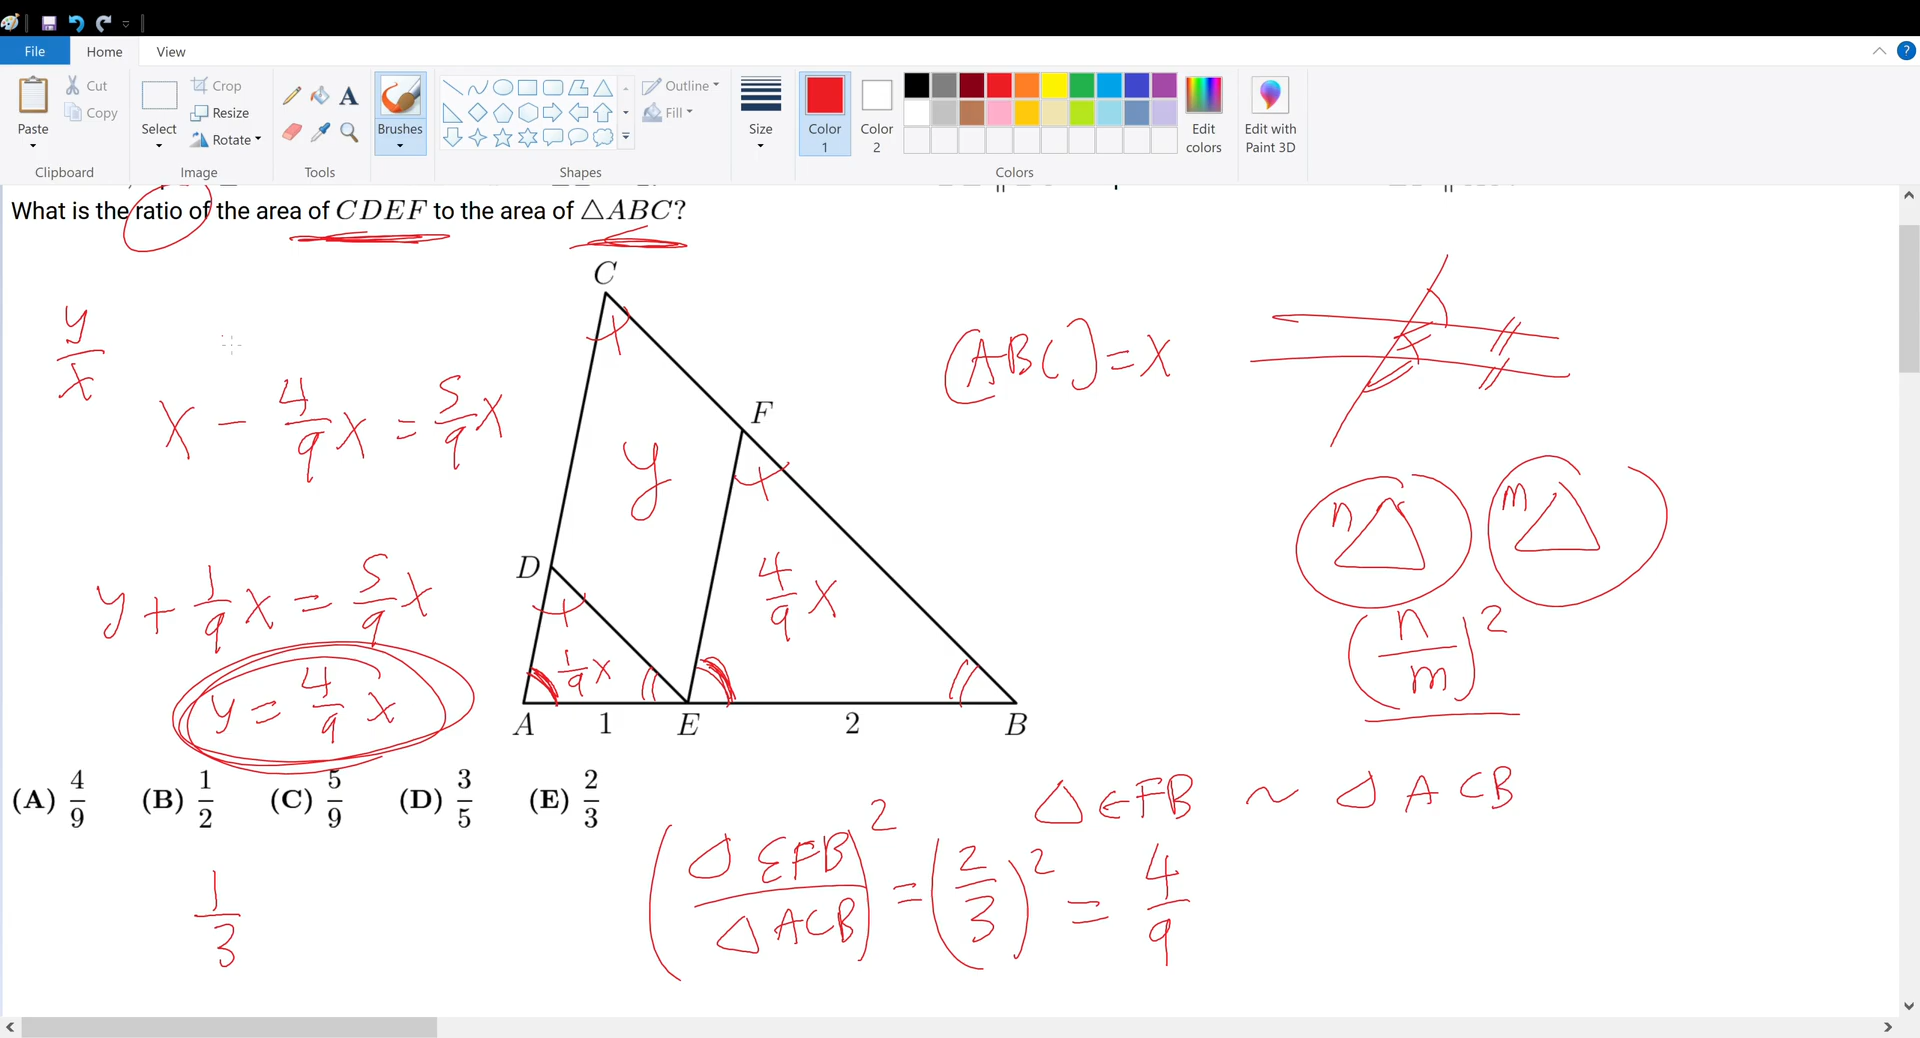 File Home View
Cut
Copy
Paste
Clipboard
Crop
Resize
Rotate
Select
Image
Tools
Brushes
Shapes
Outline
Fill
Size
Color 1
Color 2
Edit colors
Edit with Paint 3D
Colors
What is the ratio of the area of CDEF to the area of △ABC?
y/x
x - 4/9 x = 5/9 x
y + 1/9 x = 5/9 x
y = 4/9 x
C
F
y
D
4/9 x
1/9 x
A 1 E 2 B
[ABC] = x
n m
(n/m)²
(A) 4/9 (B) 1/2 (C) 5/9 (D) 3/5 (E) 2/3
△ EFB ~ △ ACB
(△ EFB / △ ACB)² = (2/3)² = 4/9
1/3